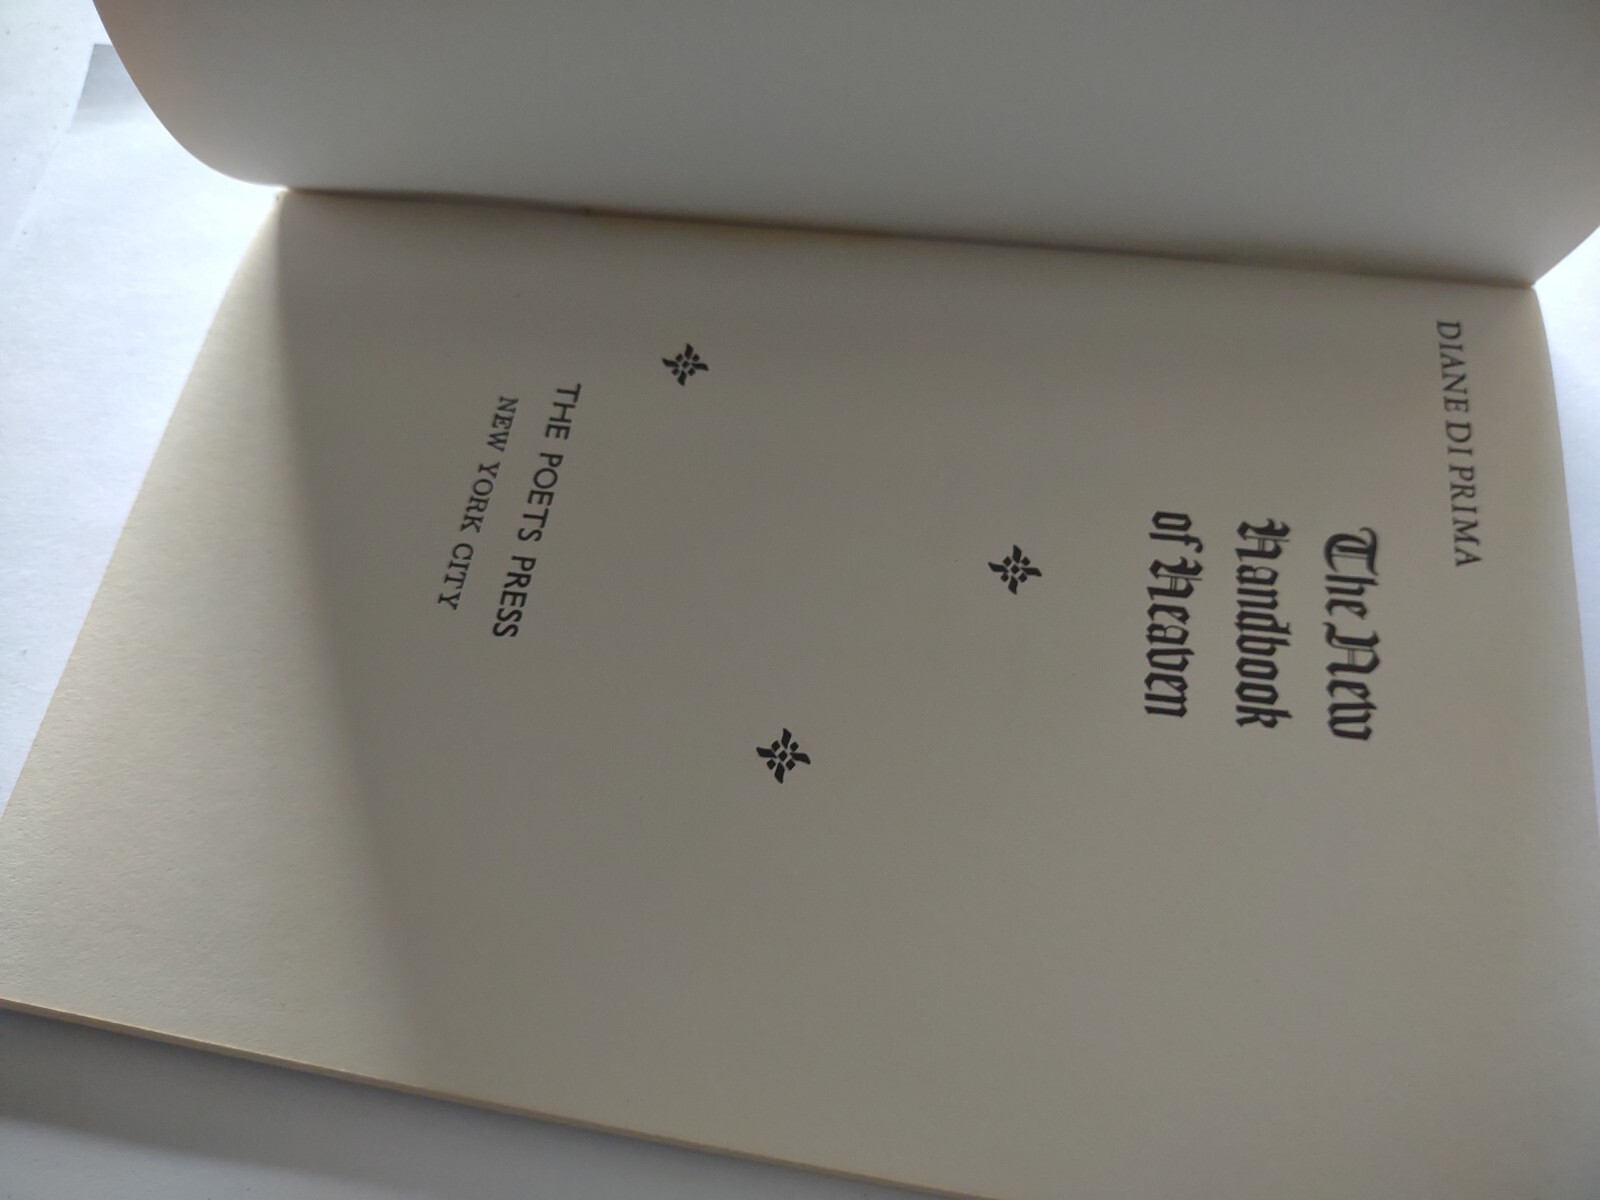 DIANE DI PRIMA
The New
Handbook
of Heaven
THE POETS PRESS
NEW YORK CITY